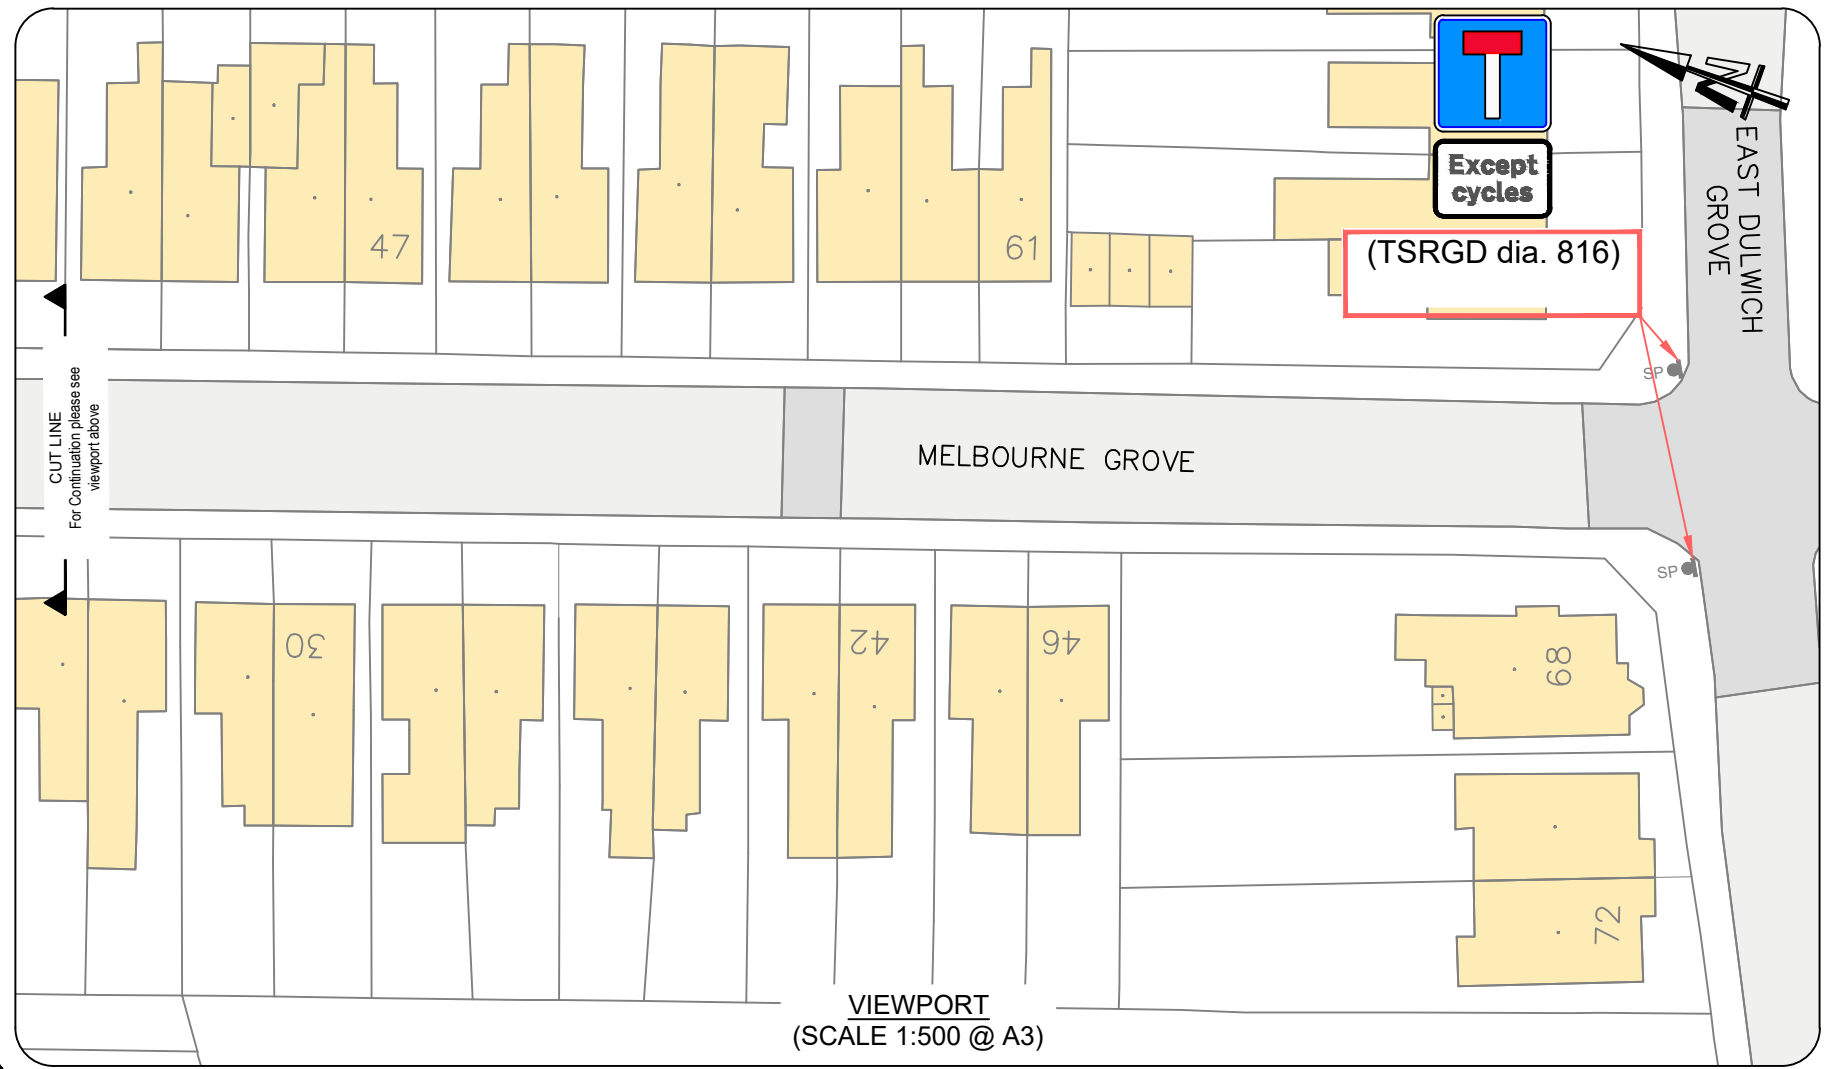 N
Except
cycles
(TSRGD dia. 816)
EAST DULWICH
GROVE
47
61
SP
CUT LINE
For Continuation please see
viewport above
MELBOURNE GROVE
SP
30
42
46
68
72
VIEWPORT
(SCALE 1:500 @ A3)